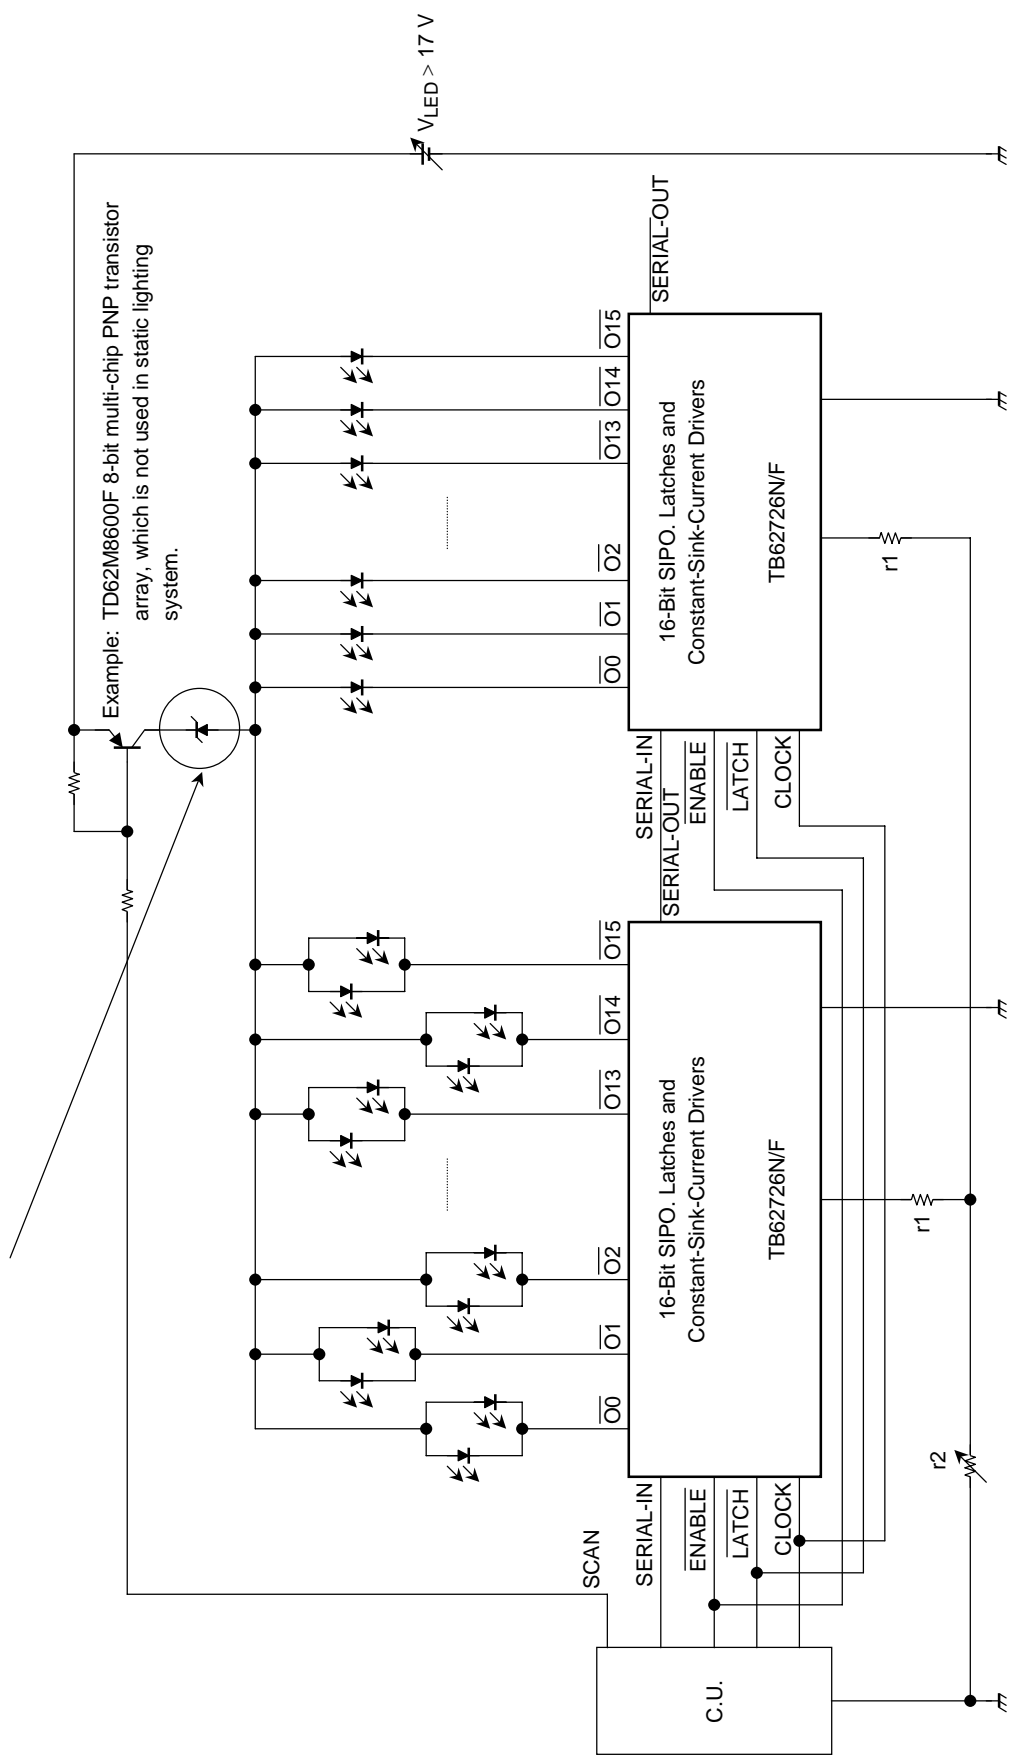 Example: TD62M8600F 8-bit multi-chip PNP transistor
array, which is not used in static lighting
system.
VLED > 17 V
SCAN
C.U.
SERIAL-IN
ENABLE
LATCH
CLOCK
O0
O1
O2
O13
O14
O15
16-Bit SIPO. Latches and
Constant-Sink-Current Drivers
TB62726N/F
SERIAL-OUT
r1
r2
SERIAL-IN
ENABLE
LATCH
CLOCK
O0
O1
O2
O13
O14
O15
16-Bit SIPO. Latches and
Constant-Sink-Current Drivers
TB62726N/F
SERIAL-OUT
r1